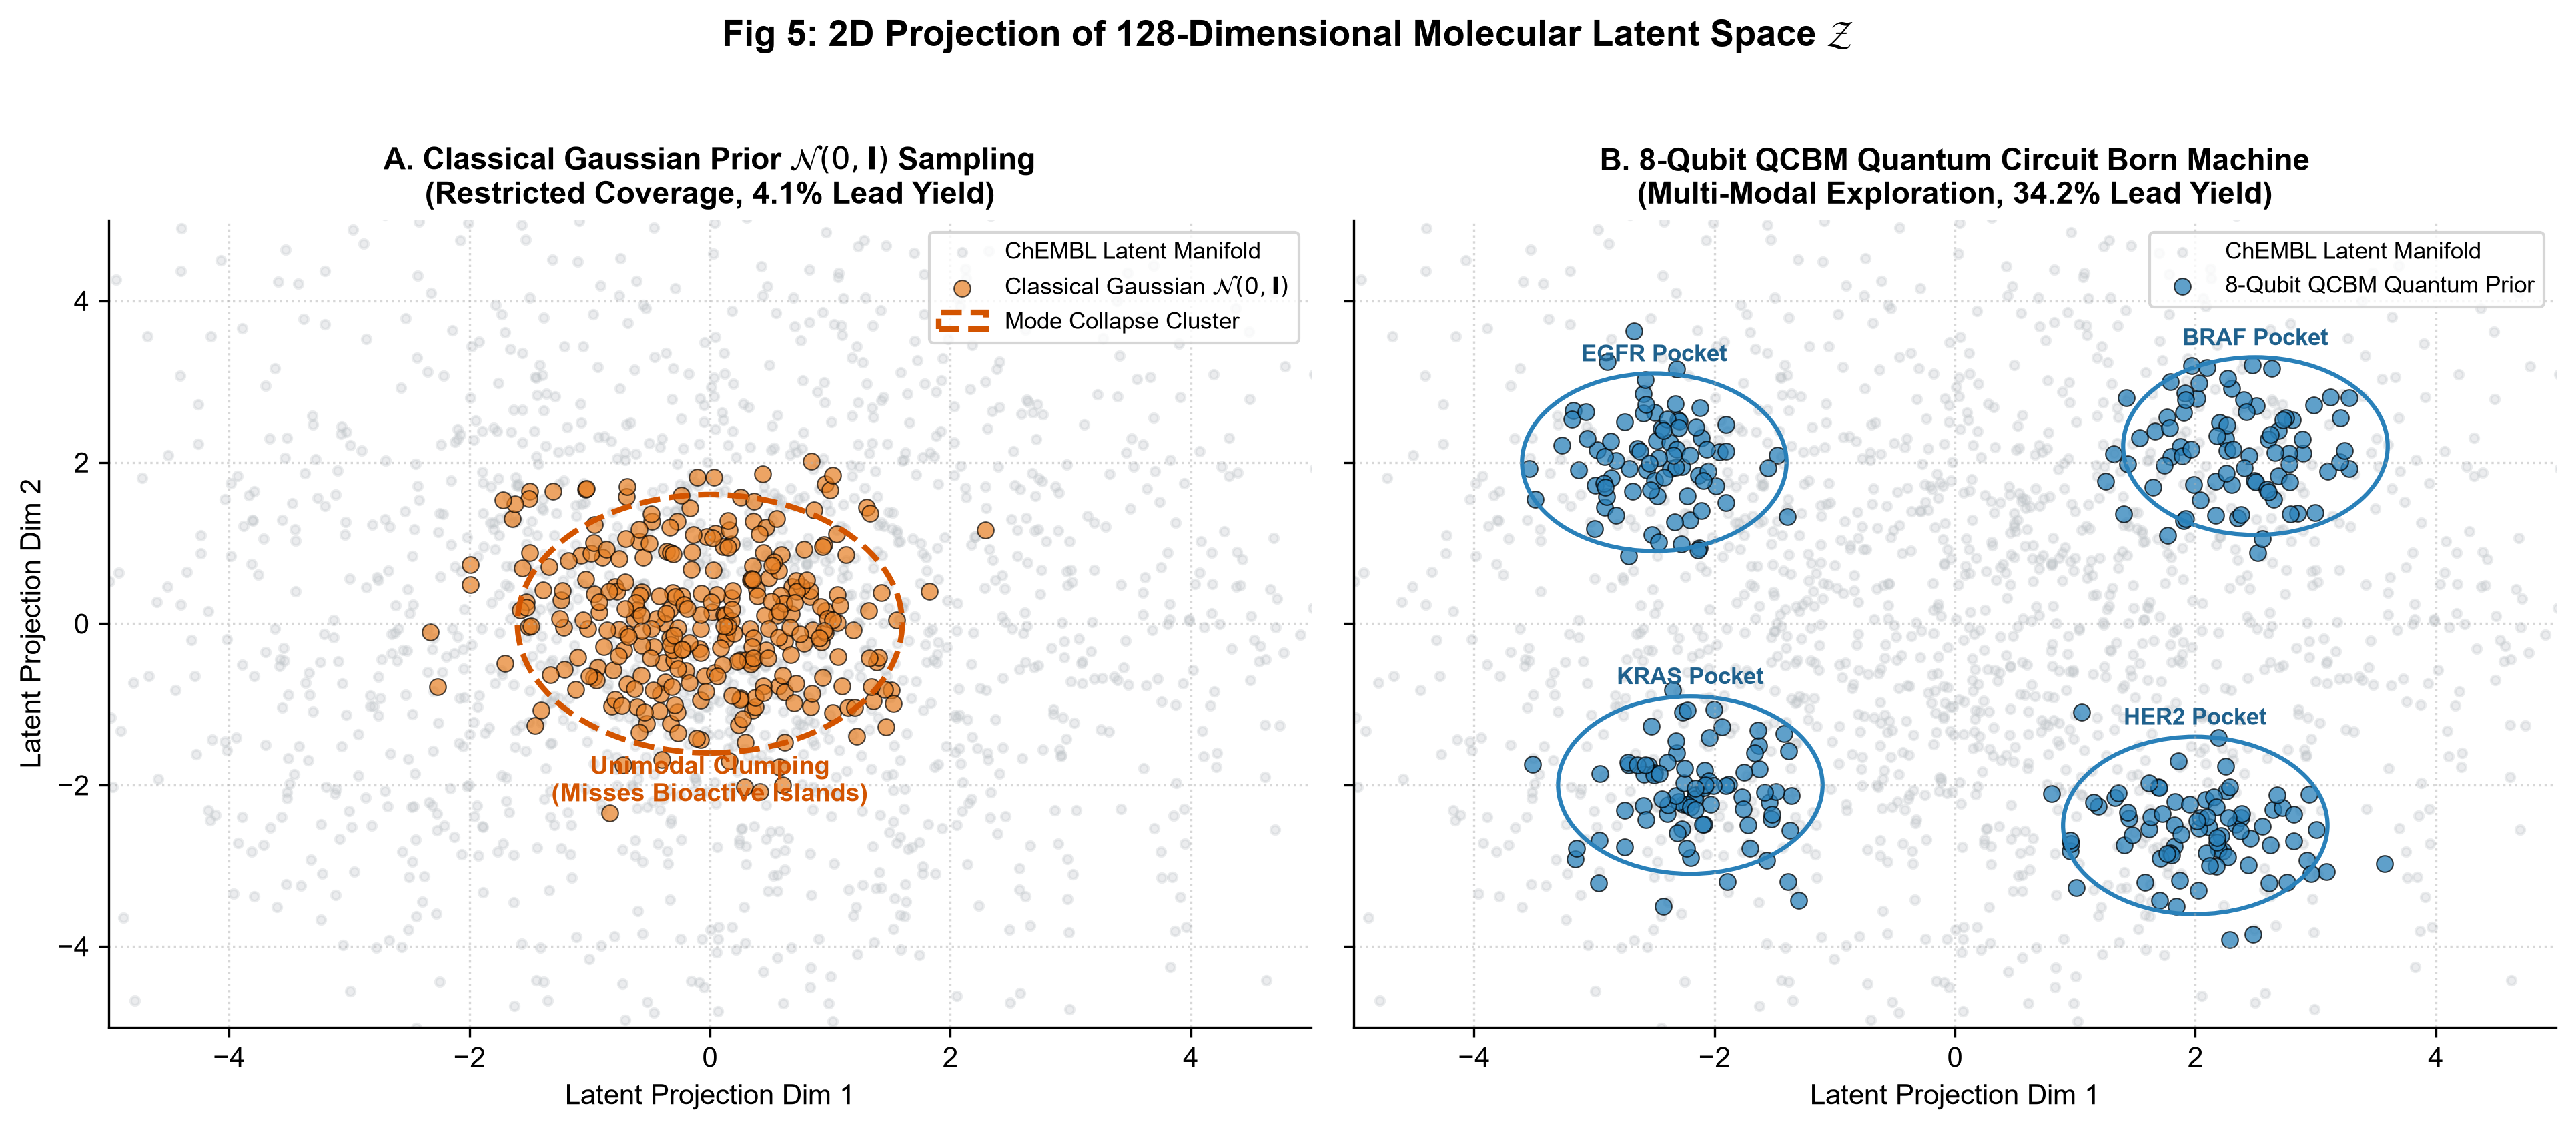 Fig 5: 2D Projection of 128-Dimensional Molecular Latent Space 𝒵
A. Classical Gaussian Prior 𝒩(0, I) Sampling
(Restricted Coverage, 4.1% Lead Yield)
ChEMBL Latent Manifold
Classical Gaussian 𝒩(0, I)
Mode Collapse Cluster
4
2
0
−2
−4
Latent Projection Dim 2
Unimodal Clumping
(Misses Bioactive Islands)
−4
−2
0
2
4
Latent Projection Dim 1
B. 8-Qubit QCBM Quantum Circuit Born Machine
(Multi-Modal Exploration, 34.2% Lead Yield)
ChEMBL Latent Manifold
8-Qubit QCBM Quantum Prior
EGFR Pocket
BRAF Pocket
KRAS Pocket
HER2 Pocket
−4
−2
0
2
4
Latent Projection Dim 1